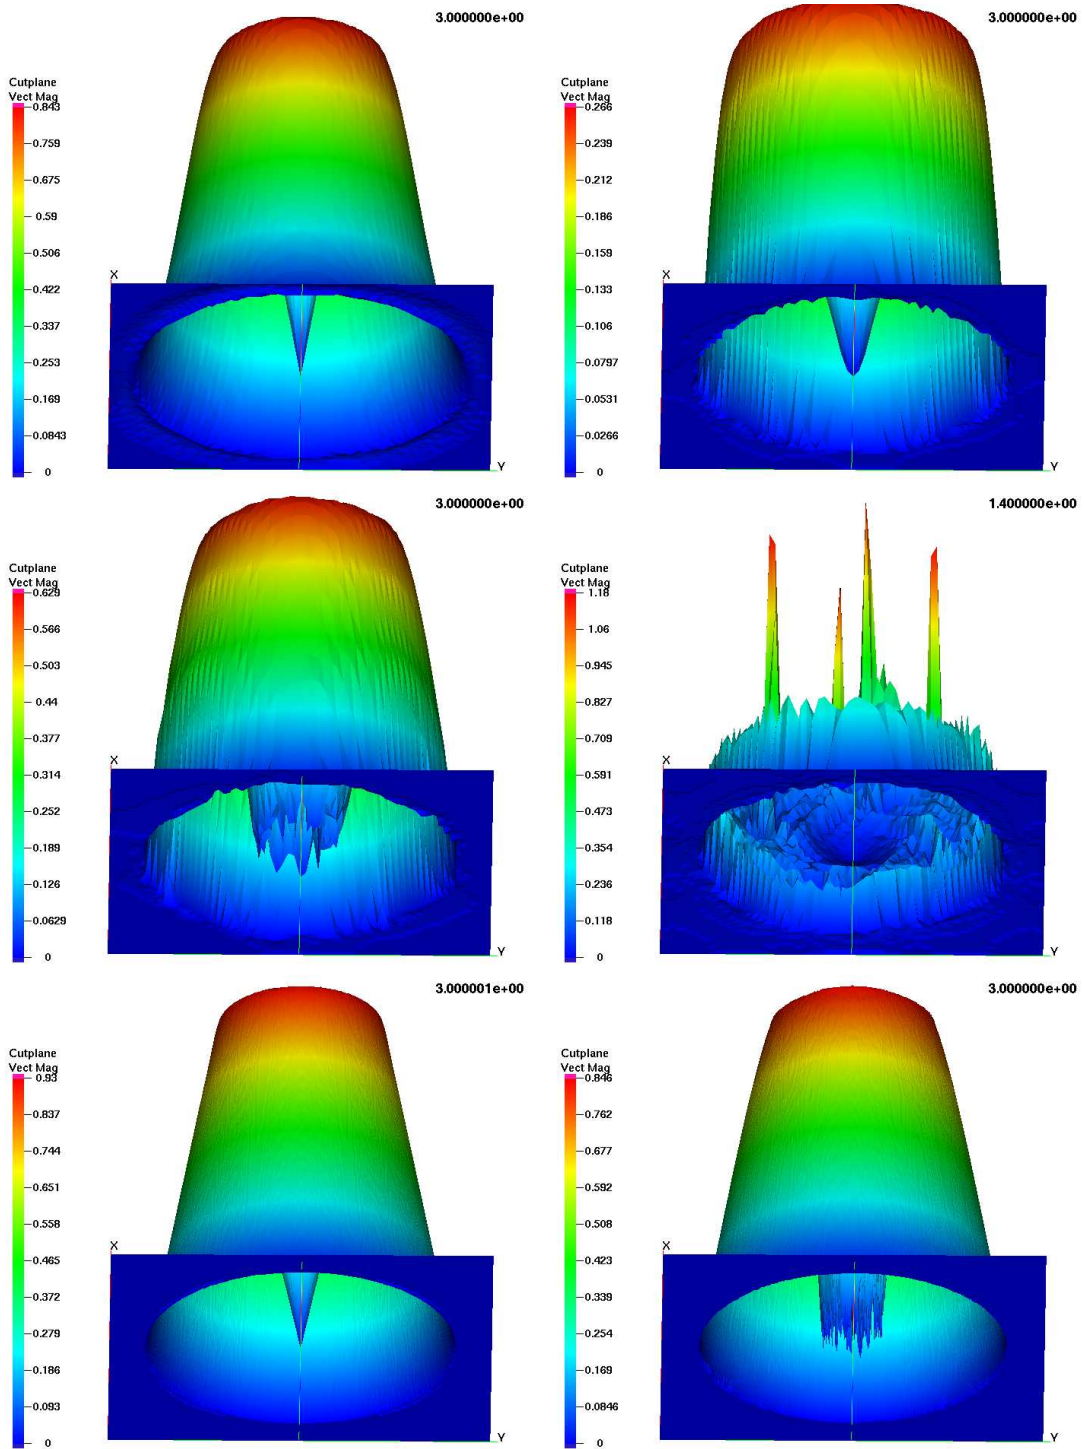 3.000000e+00
Cutplane
Vect Mag
0.843
0.759
0.675
0.59
0.506
0.422
0.337
0.253
0.169
0.0843
0
X
Y
3.000000e+00
Cutplane
Vect Mag
0.266
0.239
0.212
0.186
0.159
0.133
0.106
0.0797
0.0531
0.0266
0
X
Y
3.000000e+00
Cutplane
Vect Mag
0.629
0.566
0.503
0.44
0.377
0.314
0.252
0.189
0.126
0.0629
0
X
Y
1.400000e+00
Cutplane
Vect Mag
1.18
1.06
0.945
0.827
0.709
0.591
0.473
0.354
0.236
0.118
0
X
Y
3.000001e+00
Cutplane
Vect Mag
0.93
0.837
0.744
0.651
0.558
0.465
0.372
0.279
0.186
0.093
0
X
Y
3.000000e+00
Cutplane
Vect Mag
0.846
0.762
0.677
0.592
0.508
0.423
0.339
0.254
0.169
0.0846
0
X
Y